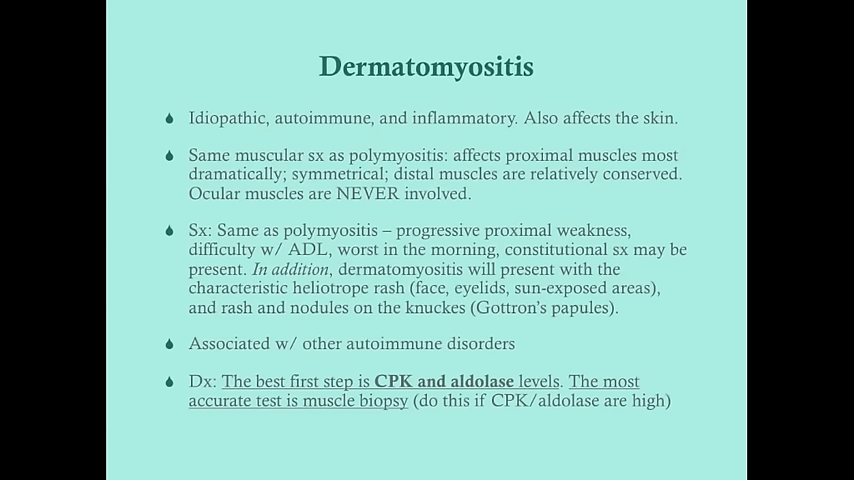 Dermatomyositis
Idiopathic, autoimmune, and inflammatory. Also affects the skin.
Same muscular sx as polymyositis: affects proximal muscles most
dramatically; symmetrical; distal muscles are relatively conserved.
Ocular muscles are NEVER involved.
Sx: Same as polymyositis – progressive proximal weakness,
difficulty w/ ADL, worst in the morning, constitutional sx may be
present. In addition, dermatomyositis will present with the
characteristic heliotrope rash (face, eyelids, sun-exposed areas),
and rash and nodules on the knuckes (Gottron's papules).
Associated w/ other autoimmune disorders
Dx: The best first step is CPK and aldolase levels. The most
accurate test is muscle biopsy (do this if CPK/aldolase are high)